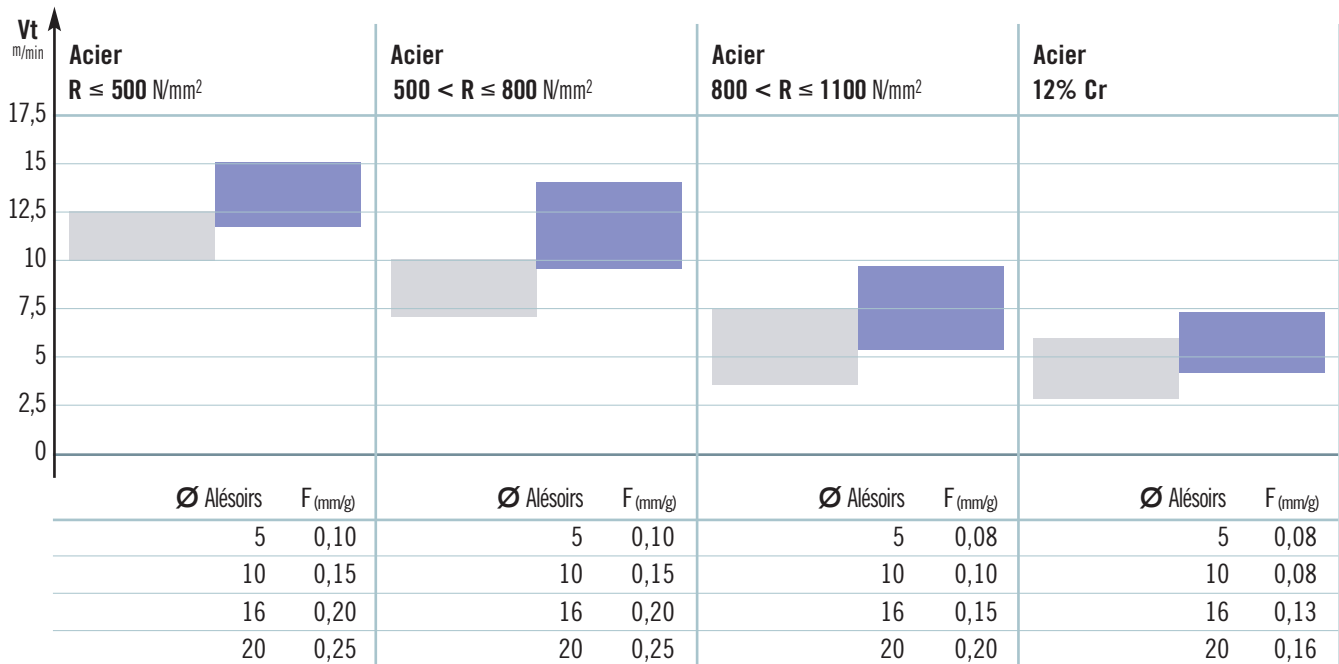 Vt
m/min
Acier Acier Acier Acier
R ≤ 500 N/mm² 500 < R ≤ 800 N/mm² 800 < R ≤ 1100 N/mm² 12% Cr
17,5
15
12,5
10
7,5
5
2,5
0
Ø Alésoirs F (mm/g) Ø Alésoirs F (mm/g) Ø Alésoirs F (mm/g) Ø Alésoirs F (mm/g)
5 0,10 5 0,10 5 0,08 5 0,08
10 0,15 10 0,15 10 0,10 10 0,08
16 0,20 16 0,20 16 0,15 16 0,13
20 0,25 20 0,25 20 0,20 20 0,16